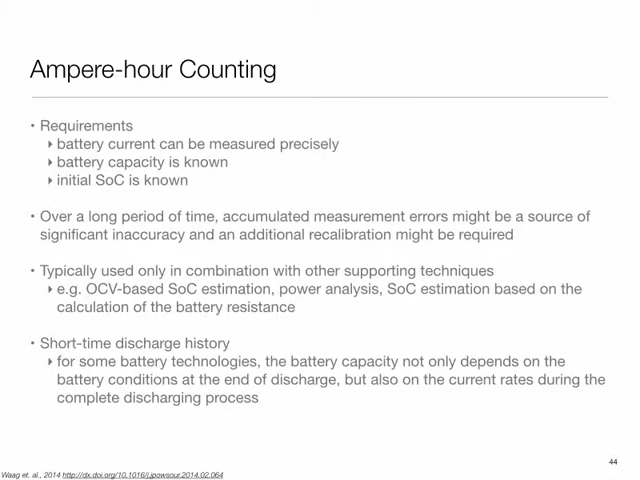 Ampere-hour Counting
• Requirements
‣ battery current can be measured precisely
‣ battery capacity is known
‣ initial SoC is known
• Over a long period of time, accumulated measurement errors might be a source of
significant inaccuracy and an additional recalibration might be required
• Typically used only in combination with other supporting techniques
‣ e.g. OCV-based SoC estimation, power analysis, SoC estimation based on the
calculation of the battery resistance
• Short-time discharge history
‣ for some battery technologies, the battery capacity not only depends on the
battery conditions at the end of discharge, but also on the current rates during the
complete discharging process
44
Waag et. al., 2014 http://dx.doi.org/10.1016/j.jpowsour.2014.02.064